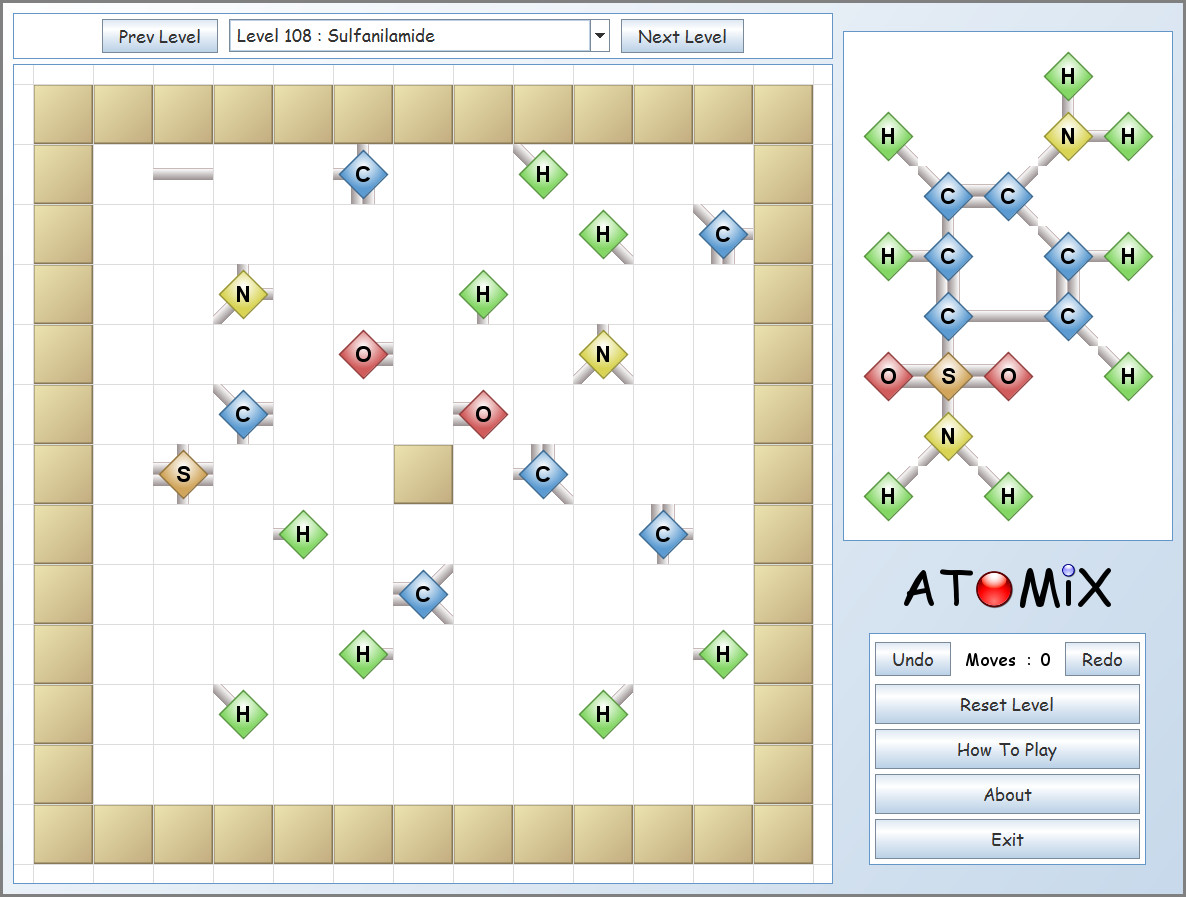 Prev Level Level 108 : Sulfanilamide Next Level
H
H N H
C H
C C
H C
H C C H
N H
C C
O N
O S O
C O
N
S C
H H
H C
C
H H
H H
ATOMiX
Undo Moves : 0 Redo
Reset Level
How To Play
About
Exit